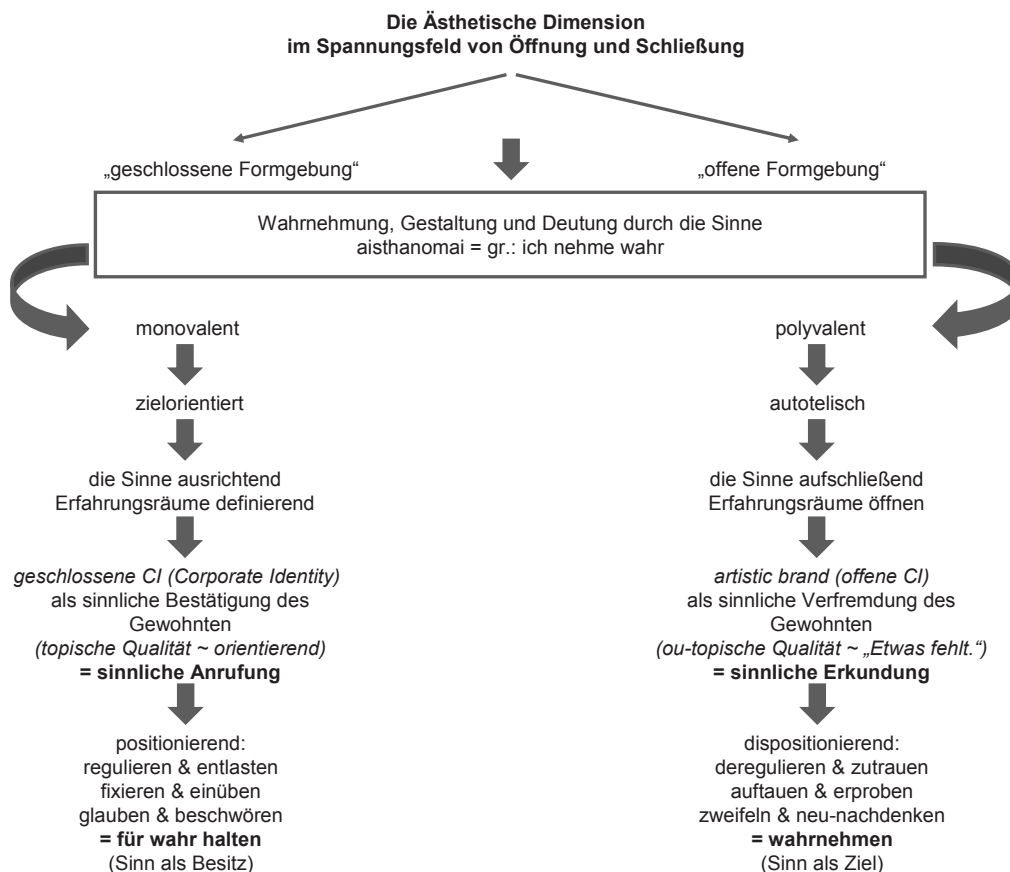 Die Ästhetische Dimension
im Spannungsfeld von Öffnung und Schließung
„geschlossene Formgebung“
„offene Formgebung“
Wahrnehmung, Gestaltung und Deutung durch die Sinne
aisthanomai = gr.: ich nehme wahr
monovalent
zielorientiert
die Sinne ausrichtend
Erfahrungsräume definierend
geschlossene CI (Corporate Identity)
als sinnliche Bestätigung des
Gewohnten
(topische Qualität ~ orientierend)
= sinnliche Anrufung
positionierend:
regulieren & entlasten
fixieren & einüben
glauben & beschwören
= für wahr halten
(Sinn als Besitz)
polyvalent
autotelisch
die Sinne aufschließend
Erfahrungsräume öffnen
artistic brand (offene CI)
als sinnliche Verfremdung des
Gewohnten
(ou-topische Qualität ~ „Etwas fehlt.“)
= sinnliche Erkundung
dispositionierend:
deregulieren & zutrauen
auftauen & erproben
zweifeln & neu-nachdenken
= wahrnehmen
(Sinn als Ziel)